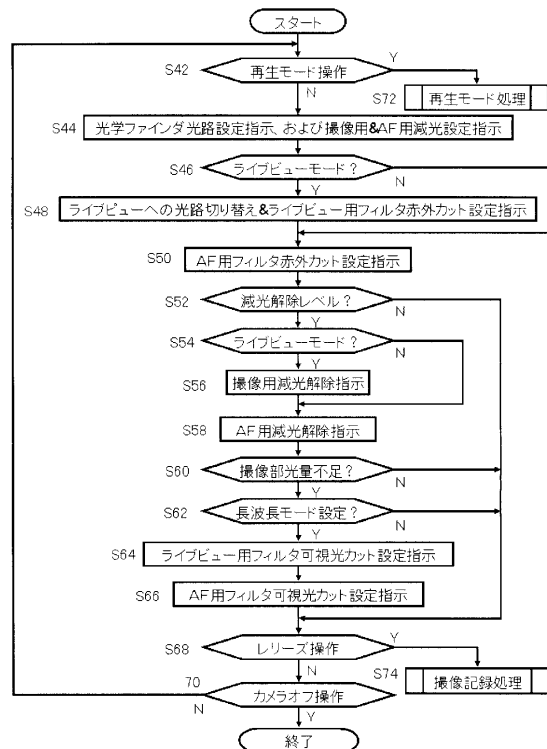 スタート
S42 再生モード操作 Y
N
S72 再生モード処理
S44 光学ファインダ光路設定指示、および撮像用&AF用減光設定指示
S46 ライブビューモード? N
Y
S48 ライブビューへの光路切り替え&ライブビュー用フィルタ赤外カット設定指示
S50 AF用フィルタ赤外カット設定指示
S52 減光解除レベル? N
Y
S54 ライブビューモード? N
Y
S56 撮像用減光解除指示
S58 AF用減光解除指示
S60 撮像部光量不足? N
Y
S62 長波長モード設定? N
Y
S64 ライブビュー用フィルタ可視光カット設定指示
S66 AF用フィルタ可視光カット設定指示
S68 レリーズ操作 Y
N
S74 撮像記録処理
70 カメラオフ操作
N
Y
終了